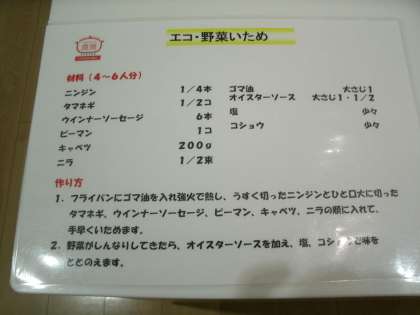 エコ・野菜いため
材料（4〜6人分）
ニンジン 1/4本 ゴマ油 大さじ1
タマネギ 1/2コ オイスターソース 大さじ1・1/2
ウインナーソーセージ 6本 塩 少々
ピーマン 1コ コショウ 少々
キャベツ 200g
ニラ 1/2束
作り方
1．フライパンにゴマ油を入れ強火で熱し、うすく切ったニンジンとひと口大に切った
タマネギ、ウインナーソーセージ、ピーマン、キャベツ、ニラの順に入れて、
手早くいためます。
2．野菜がしんなりしてきたら、オイスターソースを加え、塩、コショウで味を
ととのえます。